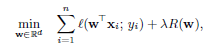 min_{𝐰∈ℝ^d} ∑_{i=1}^{n} ℓ(𝐰^⊤𝐱_i; y_i) + λR(𝐰),